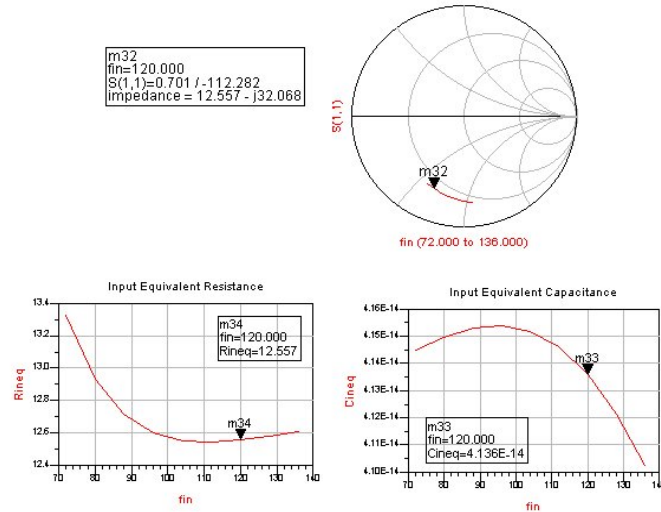 m32
fin=120.000
S(1,1)=0.701 / -112.282
impedance = 12.557 - j32.068
S(1,1)
m32
fin (72.000 to 136.000)
Input Equivalent Resistance
13.4
13.2
13.0
12.8
12.6
12.4
Rineq
m34
fin=120.000
Rineq=12.557
m34
70
80
90
100
110
120
130
140
fin
Input Equivalent Capacitance
4.16E-14
4.15E-14
4.14E-14
4.13E-14
4.12E-14
4.11E-14
4.10E-14
Cineq
m33
m33
fin=120.000
Cineq=4.136E-14
70
80
90
100
110
120
130
140
fin